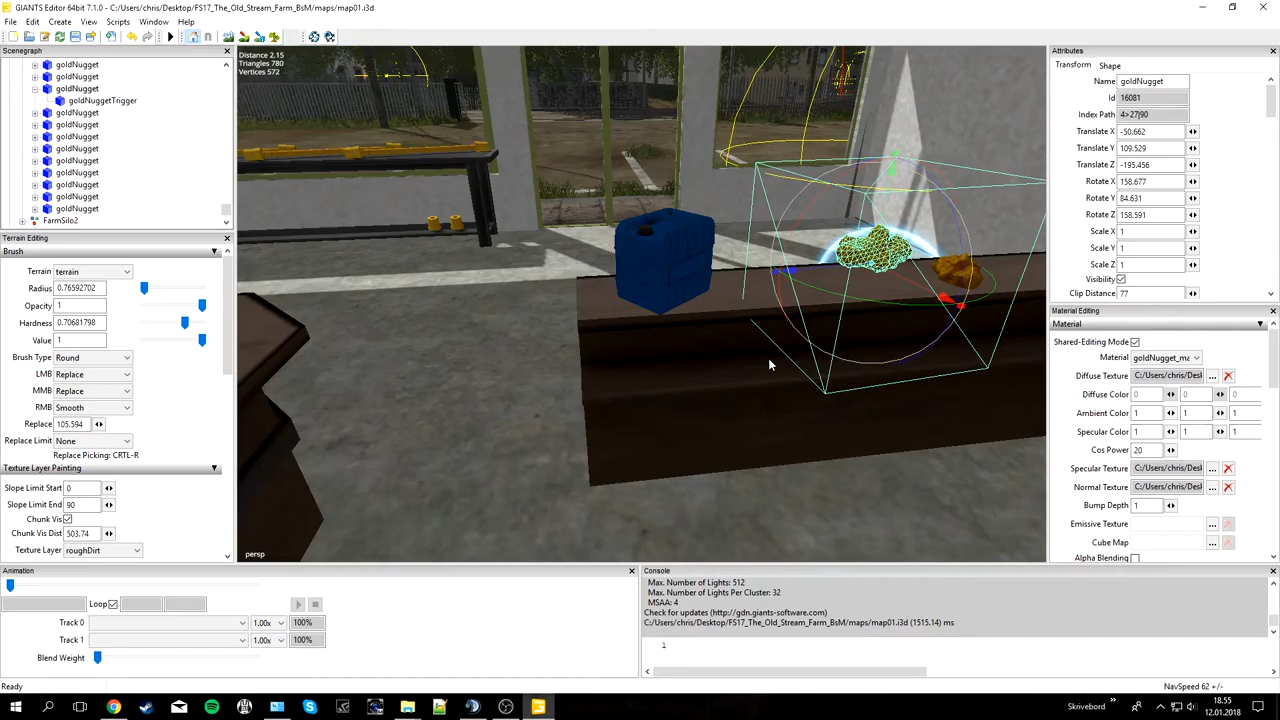 GIANTS Editor 64bit 7.1.0 - C:/Users/chris/Desktop/FS17_The_Old_Stream_Farm_BsM/maps/map01.i3d
File Edit Create View Scripts Window Help
Scenegraph
goldNugget
goldNugget
goldNugget
goldNuggetTrigger
goldNugget
goldNugget
goldNugget
goldNugget
goldNugget
goldNugget
goldNugget
goldNugget
goldNugget
FarmSilo2
Terrain Editing
Brush
Terrain terrain
Radius 0.76592702
Opacity 1
Hardness 0.70681798
Value 1
Brush Type Round
LMB Replace
MMB Replace
RMB Smooth
Replace 105.594
Replace Limit None
Replace Picking: CRTL-R
Texture Layer Painting
Slope Limit Start 0
Slope Limit End 90
Chunk Vis
Chunk Vis Dist 503.74
Texture Layer roughDirt
Distance 2.15
Triangles 780
Vertices 572
persp
Attributes
Transform Shape
Name goldNugget
Id 16081
Index Path 4>27|90
Translate X -50.662
Translate Y 109.529
Translate Z -195.456
Rotate X 158.677
Rotate Y 84.631
Rotate Z 158.591
Scale X 1
Scale Y 1
Scale Z 1
Visibility
Clip Distance 77
Material Editing
Material
Shared-Editing Mode
Material goldNugget_ma
Diffuse Texture C:/Users/chris/Desk ...
Diffuse Color 0 0 0
Ambient Color 1 1 1
Specular Color 1 1 1
Cos Power 20
Specular Texture C:/Users/chris/Desk ...
Normal Texture C:/Users/chris/Desk ...
Bump Depth 1
Emissive Texture ...
Cube Map ...
Alpha Blending
Animation
Loop
Track 0 1.00x 100%
Track 1 1.00x 100%
Blend Weight
Console
Max. Number of Lights: 512
Max. Number of Lights Per Cluster: 32
MSAA: 4
Check for updates (http://gdn.giants-software.com)
C:/Users/chris/Desktop/FS17_The_Old_Stream_Farm_BsM/maps/map01.i3d (1515.14) ms
1
Ready
NavSpeed 62 +/-
Skrivebord
18.55
12.01.2018